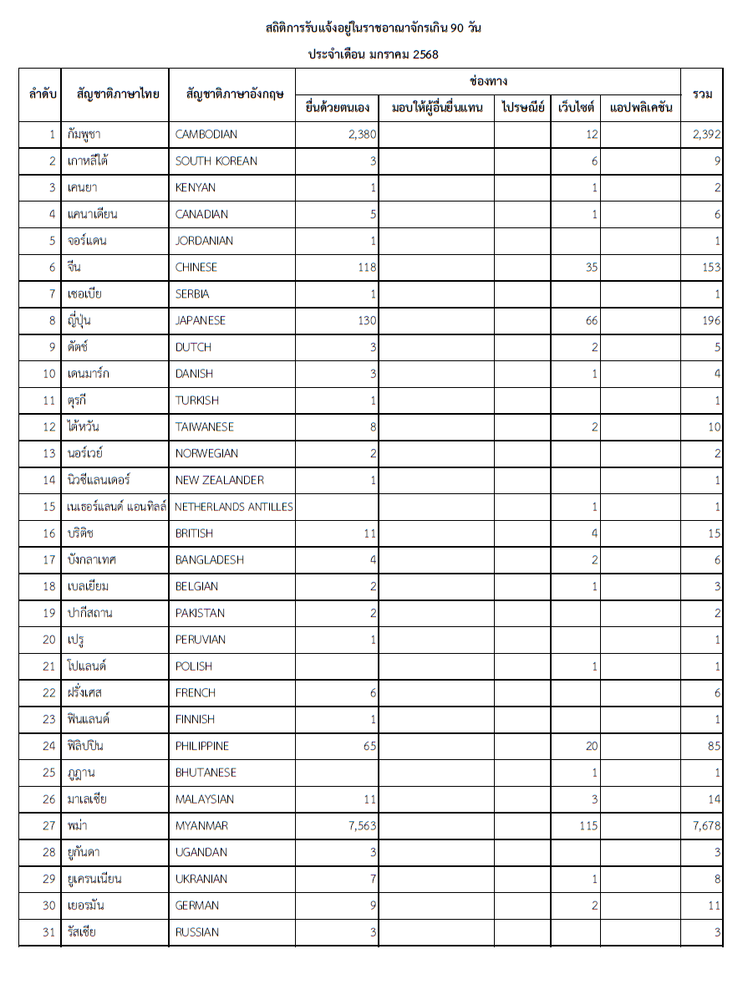 สถิติการรับแจ้งอยู่ในราชอาณาจักรเกิน 90 วัน
ประจำเดือน มกราคม 2568
ลำดับ สัญชาติภาษาไทย สัญชาติภาษาอังกฤษ ช่องทาง รวม
ยื่นด้วยตนเอง มอบให้ผู้อื่นยื่นแทน ไปรษณีย์ เว็บไซต์ แอปพลิเคชัน
1 กัมพูชา CAMBODIAN 2,380 12 2,392
2 เกาหลีใต้ SOUTH KOREAN 3 6 9
3 เคนยา KENYAN 1 1 2
4 แคนาเดียน CANADIAN 5 1 6
5 จอร์แดน JORDANIAN 1 1
6 จีน CHINESE 118 35 153
7 เซอเบีย SERBIA 1 1
8 ญี่ปุ่น JAPANESE 130 66 196
9 ดัตช์ DUTCH 3 2 5
10 เดนมาร์ก DANISH 3 1 4
11 ตุรกี TURKISH 1 1
12 ไต้หวัน TAIWANESE 8 2 10
13 นอร์เวย์ NORWEGIAN 2 2
14 นิวซีแลนเดอร์ NEW ZEALANDER 1 1
15 เนเธอร์แลนด์ แอนทิลล์ NETHERLANDS ANTILLES 1 1
16 บริติช BRITISH 11 4 15
17 บังกลาเทศ BANGLADESH 4 2 6
18 เบลเยียม BELGIAN 2 1 3
19 ปากีสถาน PAKISTAN 2 2
20 เปรู PERUVIAN 1 1
21 โปแลนด์ POLISH 1 1
22 ฝรั่งเศส FRENCH 6 6
23 ฟินแลนด์ FINNISH 1 1
24 ฟิลิปปิน PHILIPPINE 65 20 85
25 ภูฎาน BHUTANESE 1 1
26 มาเลเซีย MALAYSIAN 11 3 14
27 พม่า MYANMAR 7,563 115 7,678
28 ยูกันดา UGANDAN 3 3
29 ยูเครนเนียน UKRANIAN 7 1 8
30 เยอรมัน GERMAN 9 2 11
31 รัสเซีย RUSSIAN 3 3